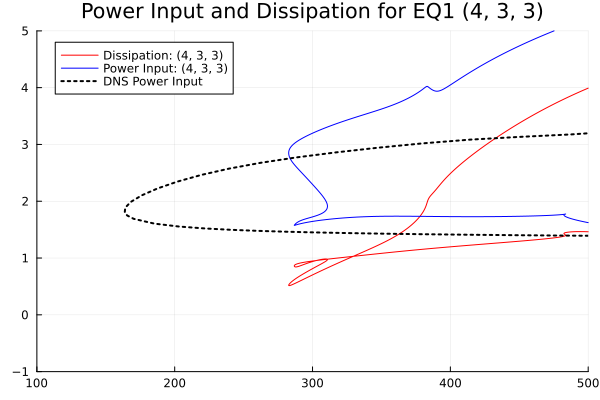 Power Input and Dissipation for EQ1 (4, 3, 3)
5
Dissipation: (4, 3, 3)
Power Input: (4, 3, 3)
DNS Power Input
4
3
2
1
0
−1
100 200 300 400 500